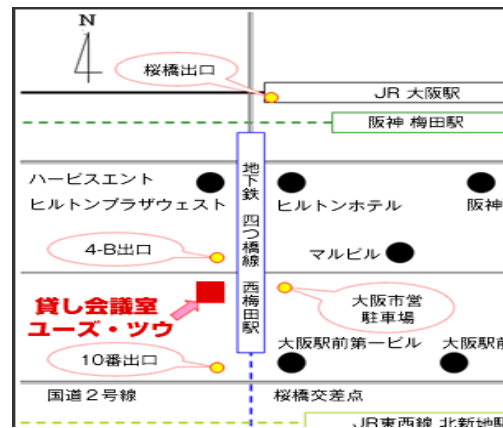 N
桜橋出口
JR 大阪駅
阪神 梅田駅
ハービスエント
ヒルトンプラザウェスト
地下鉄 四つ橋線 西梅田駅
ヒルトンホテル
阪神
4-B出口
マルビル
貸し会議室
ユーズ・ツウ
大阪市営
駐車場
大阪駅前第一ビル
大阪駅前
10番出口
国道2号線
桜橋交差点
JR東西線 北新地駅